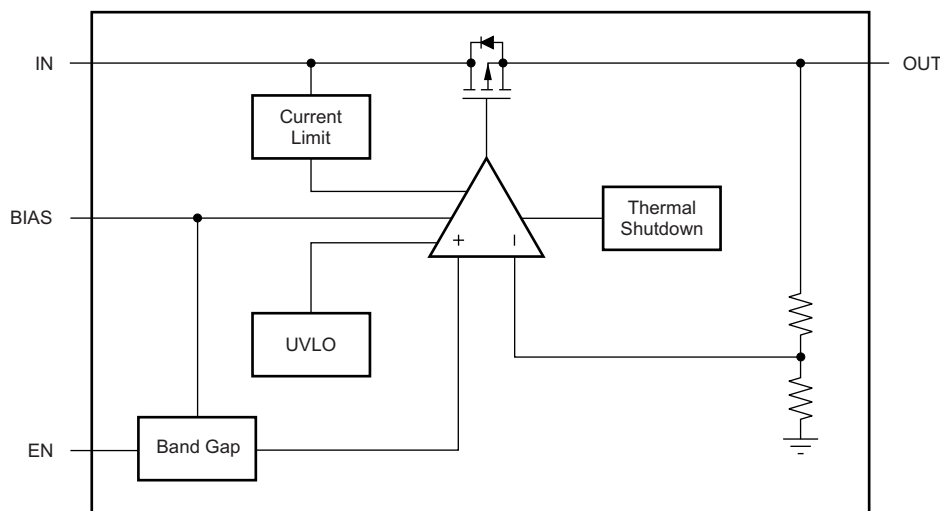 IN
OUT
Current
Limit
BIAS
Thermal
Shutdown
+
–
UVLO
EN
Band Gap